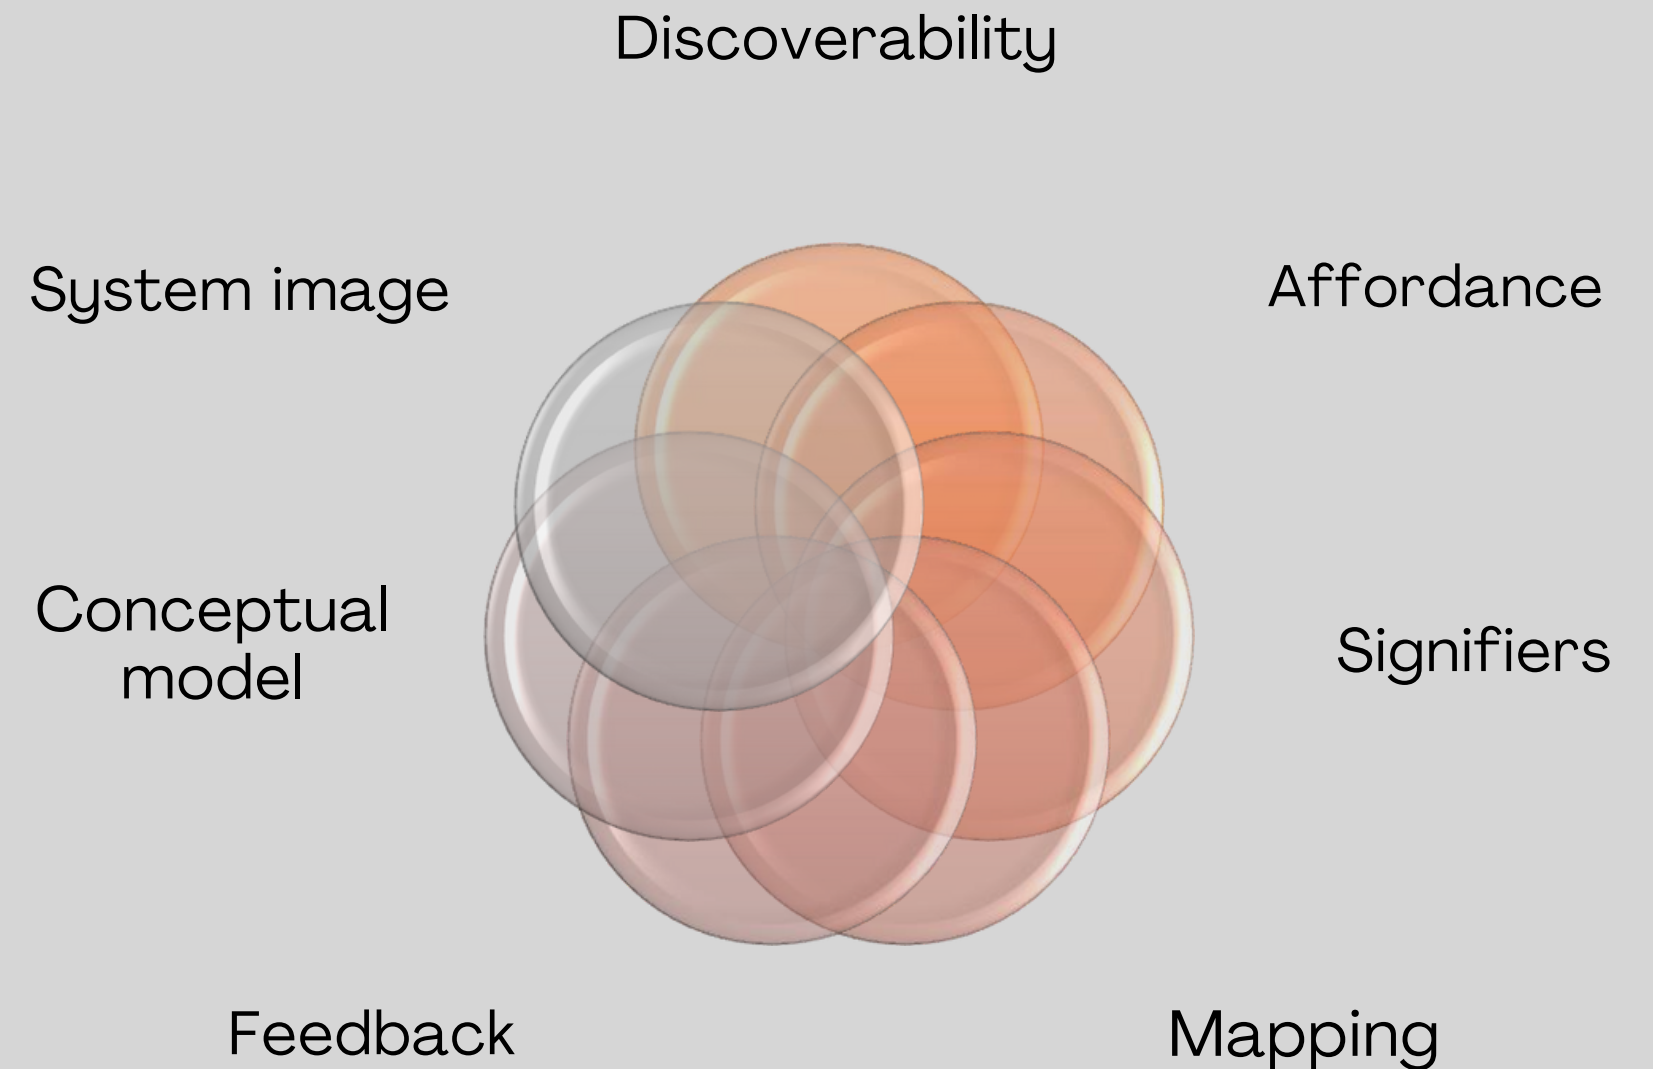 Discoverability
System image
Affordance
Conceptual
model
Signifiers
Feedback
Mapping